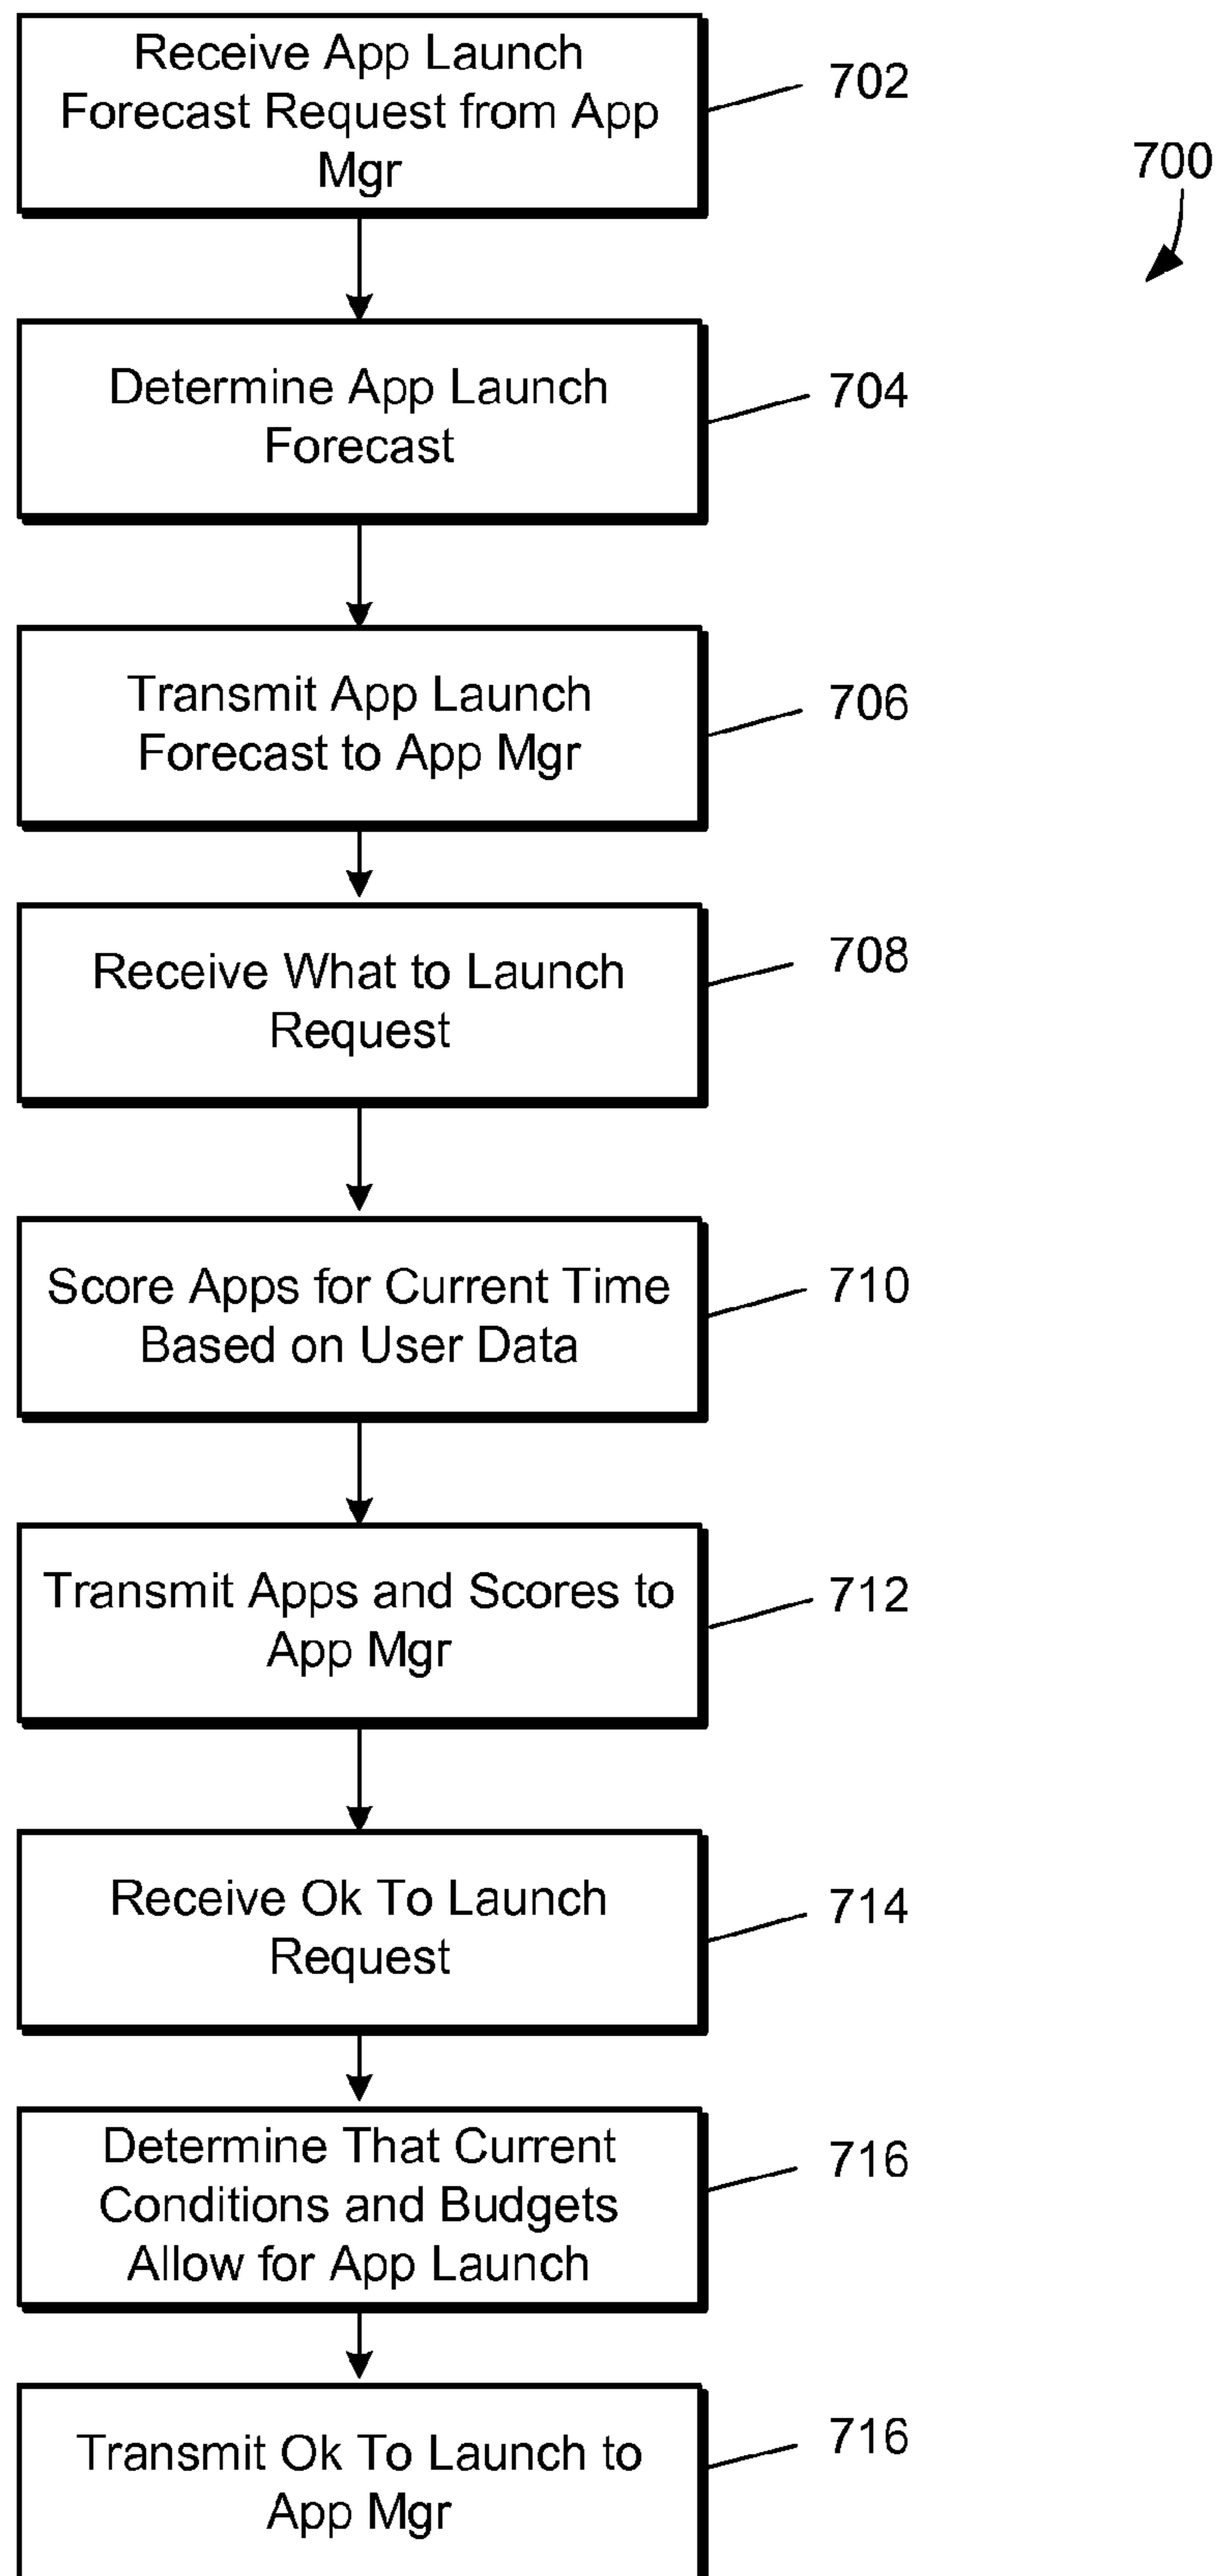 Receive App Launch
Forecast Request from App
Mgr
702
700
Determine App Launch
Forecast
704
Transmit App Launch
Forecast to App Mgr
706
Receive What to Launch
Request
708
Score Apps for Current Time
Based on User Data
710
Transmit Apps and Scores to
App Mgr
712
Receive Ok To Launch
Request
714
Determine That Current
Conditions and Budgets
Allow for App Launch
716
Transmit Ok To Launch to
App Mgr
716